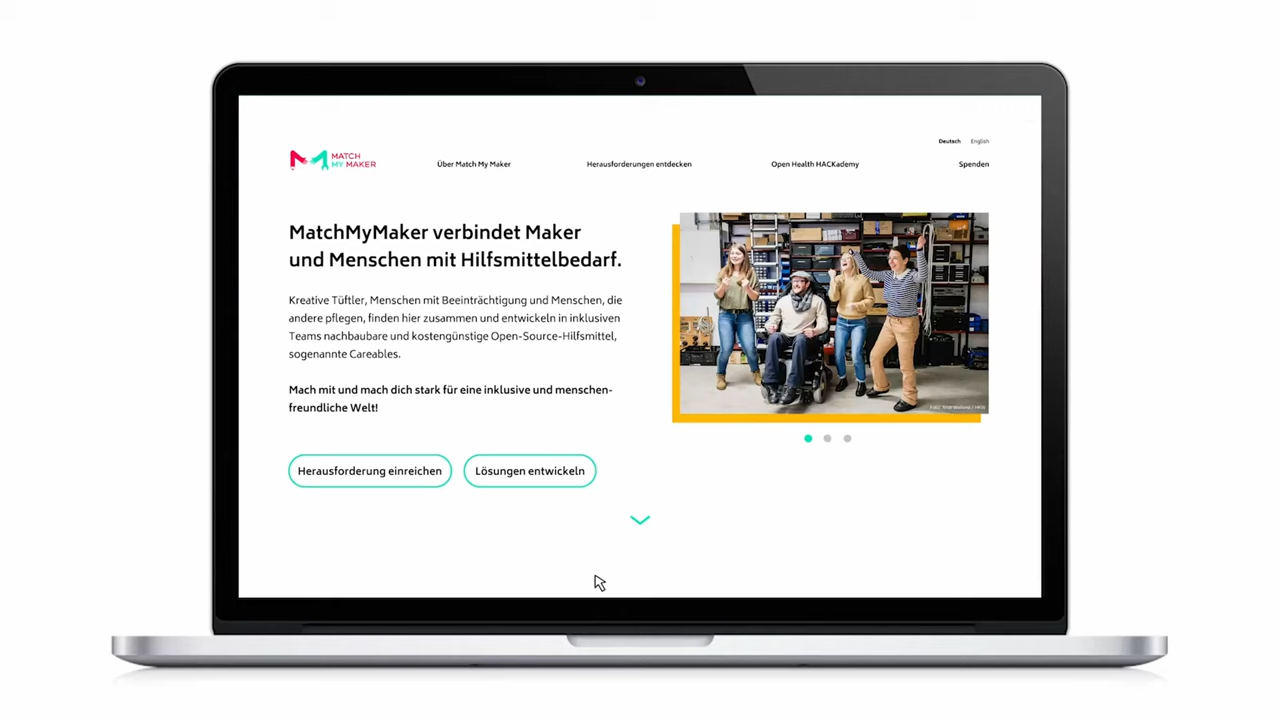 Deutsch English
MATCH
MY MAKER
Über Match My Maker Herausforderungen entdecken Open Health HACKademy Spenden
MatchMyMaker verbindet Maker
und Menschen mit Hilfsmittelbedarf.
Kreative Tüftler, Menschen mit Beeinträchtigung und Menschen, die
andere pflegen, finden hier zusammen und entwickeln in inklusiven
Teams nachbaubare und kostengünstige Open-Source-Hilfsmittel,
sogenannte Careables.
Mach mit und mach dich stark für eine inklusive und menschen-
freundliche Welt!
Herausforderung einreichen Lösungen entwickeln